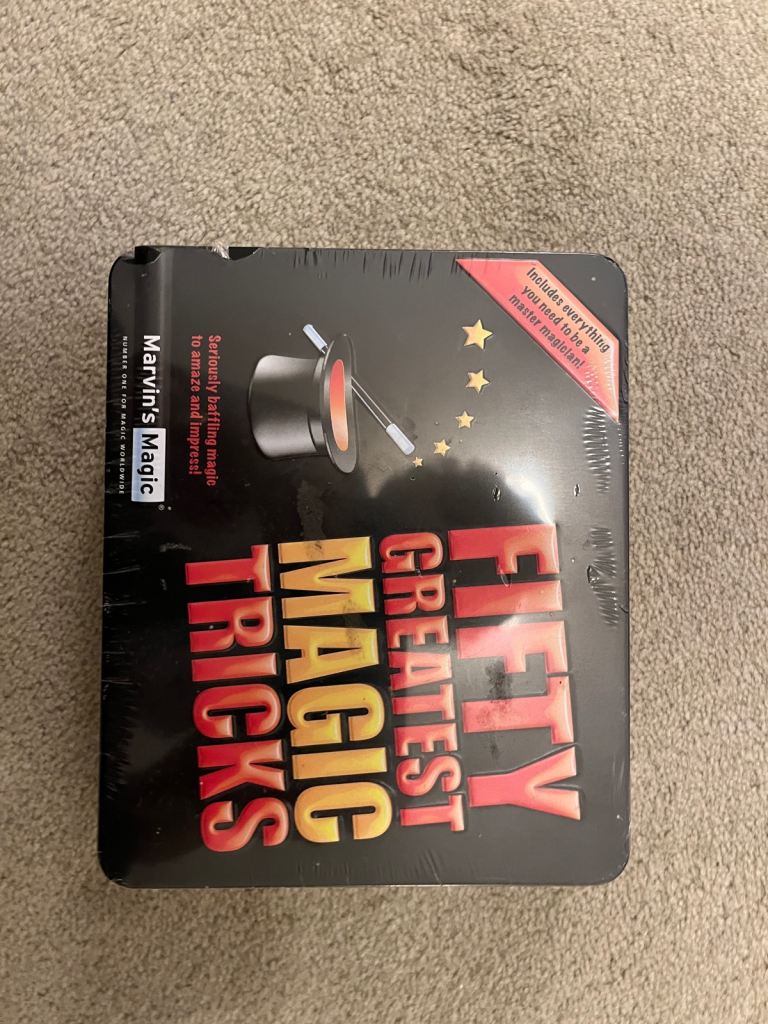 Includes everything
you need to be a
master magician!
FIFTY
GREATEST
MAGIC
TRICKS
Seriously baffling magic
to amaze and impress!
Marvin's Magic®
NUMBER ONE FOR MAGIC WORLDWIDE